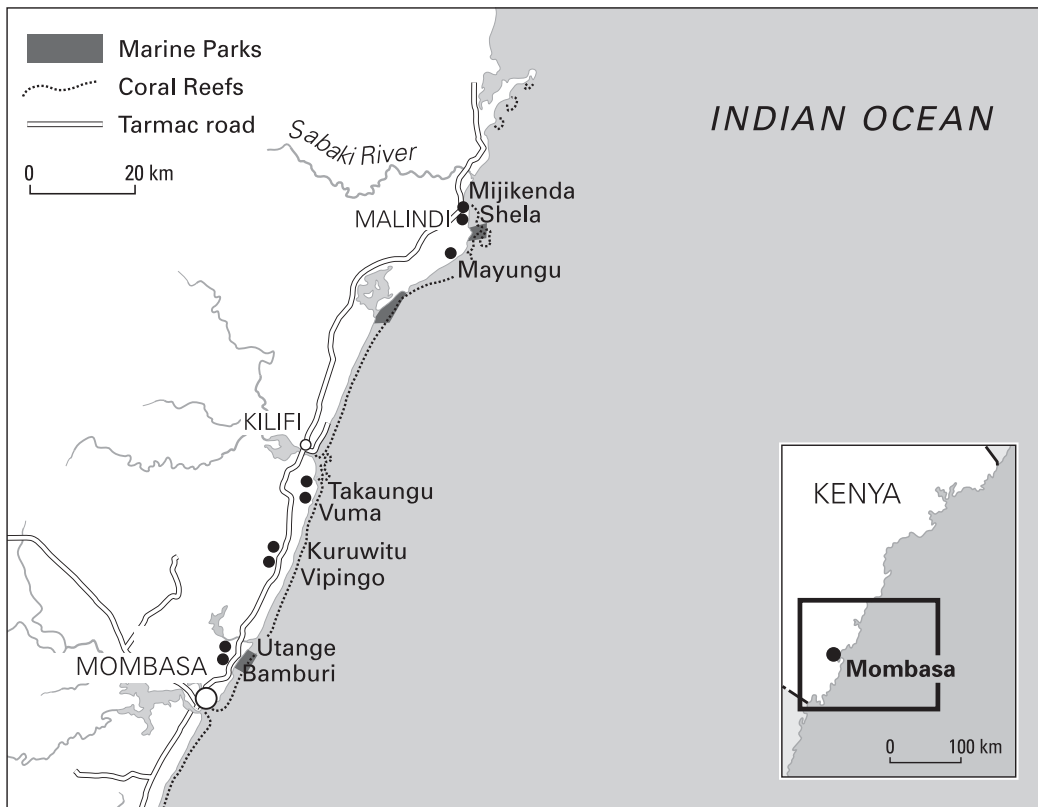 Marine Parks
Coral Reefs
Tarmac road
0 20 km
INDIAN OCEAN
Sabaki River
Mijikenda
MALINDI
Shela
Mayungu
KILIFI
Takaungu
Vuma
Kuruwitu
Vipingo
Utange
MOMBASA
Bamburi
KENYA
Mombasa
0 100 km